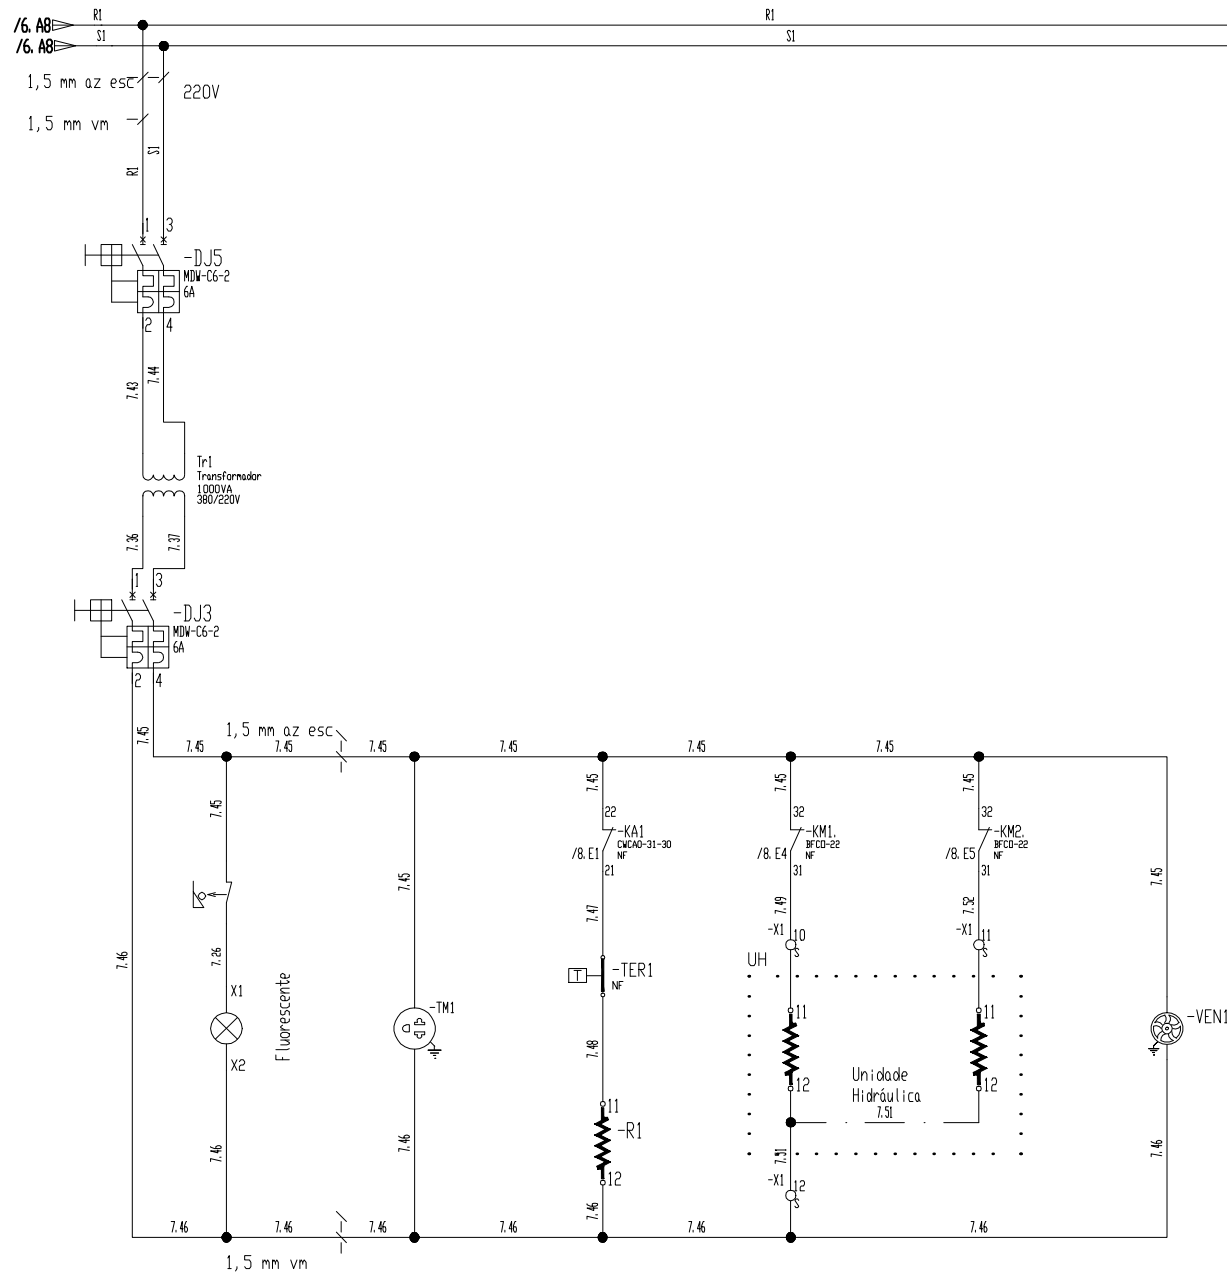 /6. A8
R1
R1
/6. A8
S1
S1
1,5 mm az esc
220V
1,5 mm vm
S1
R1
1
3
-DJ5
MDW-C6-2
6A
2
4
7.43
7.44
Tr1
Transformador
1000VA
380/220V
7.36
7.37
1
3
-DJ3
MDW-C6-2
6A
2
4
7.45
1,5 mm az esc
7.45
7.45
7.45
7.45
7.45
7.45
7.45
7.45
7.45
7.45
22
-KA1
CWCA0-31-30
NF
/8. E1
21
32
-KM1.
BFC0-22
NF
/8. E4
31
32
-KM2.
BFC0-22
NF
/8. E5
31
7.45
7.45
7.47
7.49
7.52
-X1
10
S
-X1
11
S
7.46
7.26
X1
X2
Fluorescente
-TM1
T
-TER1
NF
UH
11
12
11
12
-VEN1
7.48
Unidade
Hidráulica
7.51
11
-R1
12
7.46
7.46
7.46
7.51
7.46
-X1
12
S
7.46
7.46
7.46
7.46
7.46
7.46
1,5 mm vm